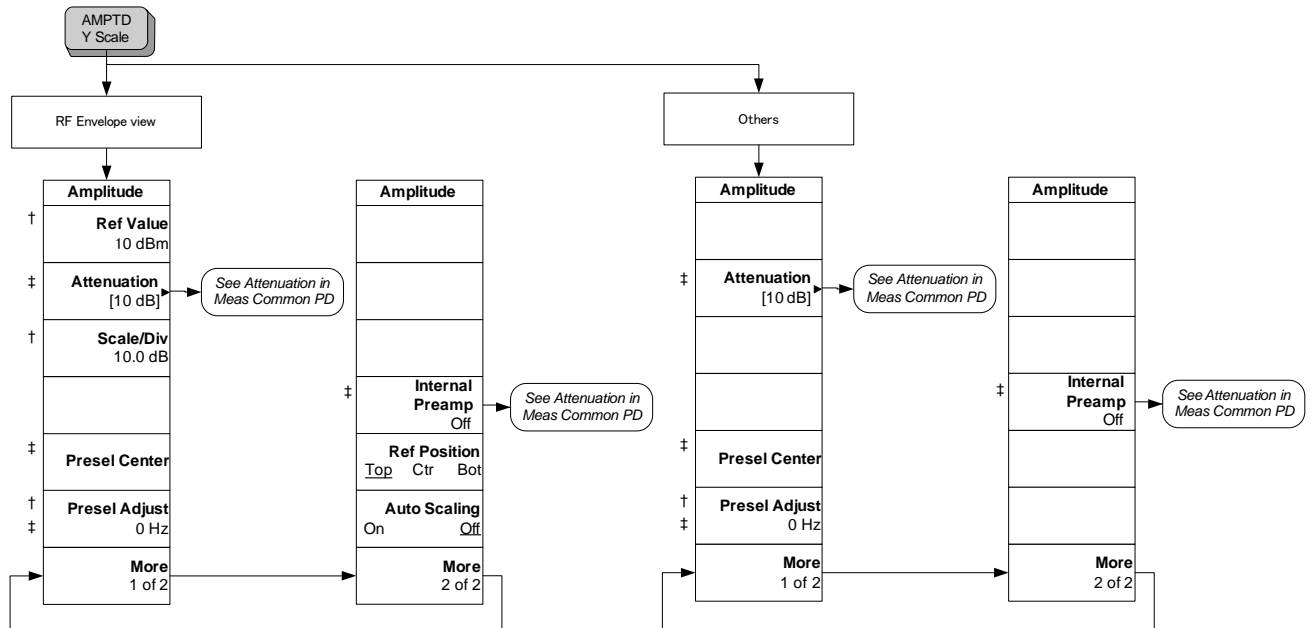 AMPTD
Y Scale
RF Envelope view
Others
Amplitude
† Ref Value
10 dBm
‡ Attenuation
[10 dB]
See Attenuation in
Meas Common PD
† Scale/Div
10.0 dB
‡ Presel Center
† Presel Adjust
‡ 0 Hz
More
1 of 2
Amplitude
‡ Internal
Preamp
Off
See Attenuation in
Meas Common PD
Ref Position
Top Ctr Bot
Auto Scaling
On Off
More
2 of 2
Amplitude
‡ Attenuation
[10 dB]
See Attenuation in
Meas Common PD
‡ Presel Center
† Presel Adjust
‡ 0 Hz
More
1 of 2
Amplitude
‡ Internal
Preamp
Off
See Attenuation in
Meas Common PD
More
2 of 2